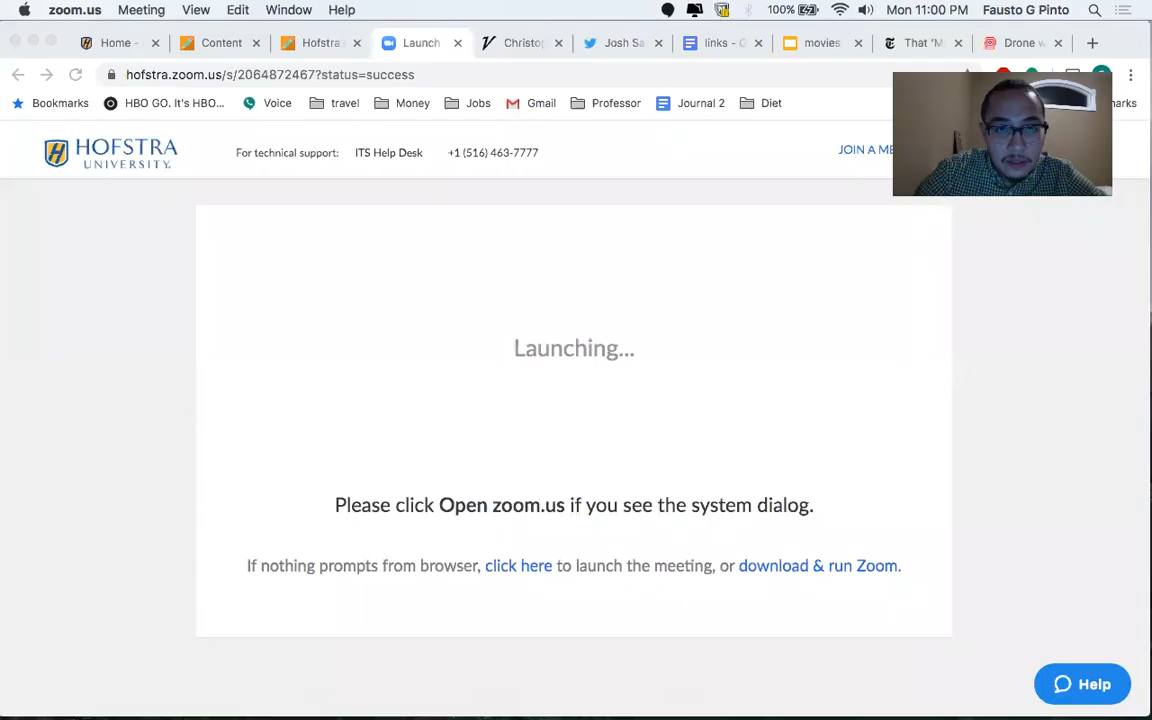 zoom.us Meeting View Edit Window Help 100% Mon 11:00 PM Fausto G Pinto
Home - Content Hofstra Launch Christop Josh Sa links - G movies That 'M Drone w
hofstra.zoom.us/s/2064872467?status=success
Bookmarks HBO GO. It's HBO... Voice travel Money Jobs Gmail Professor Journal 2 Diet
HOFSTRA
UNIVERSITY.
For technical support: ITS Help Desk +1 (516) 463-7777
JOIN A ME
Launching...
Please click Open zoom.us if you see the system dialog.
If nothing prompts from browser, click here to launch the meeting, or download & run Zoom.
Help